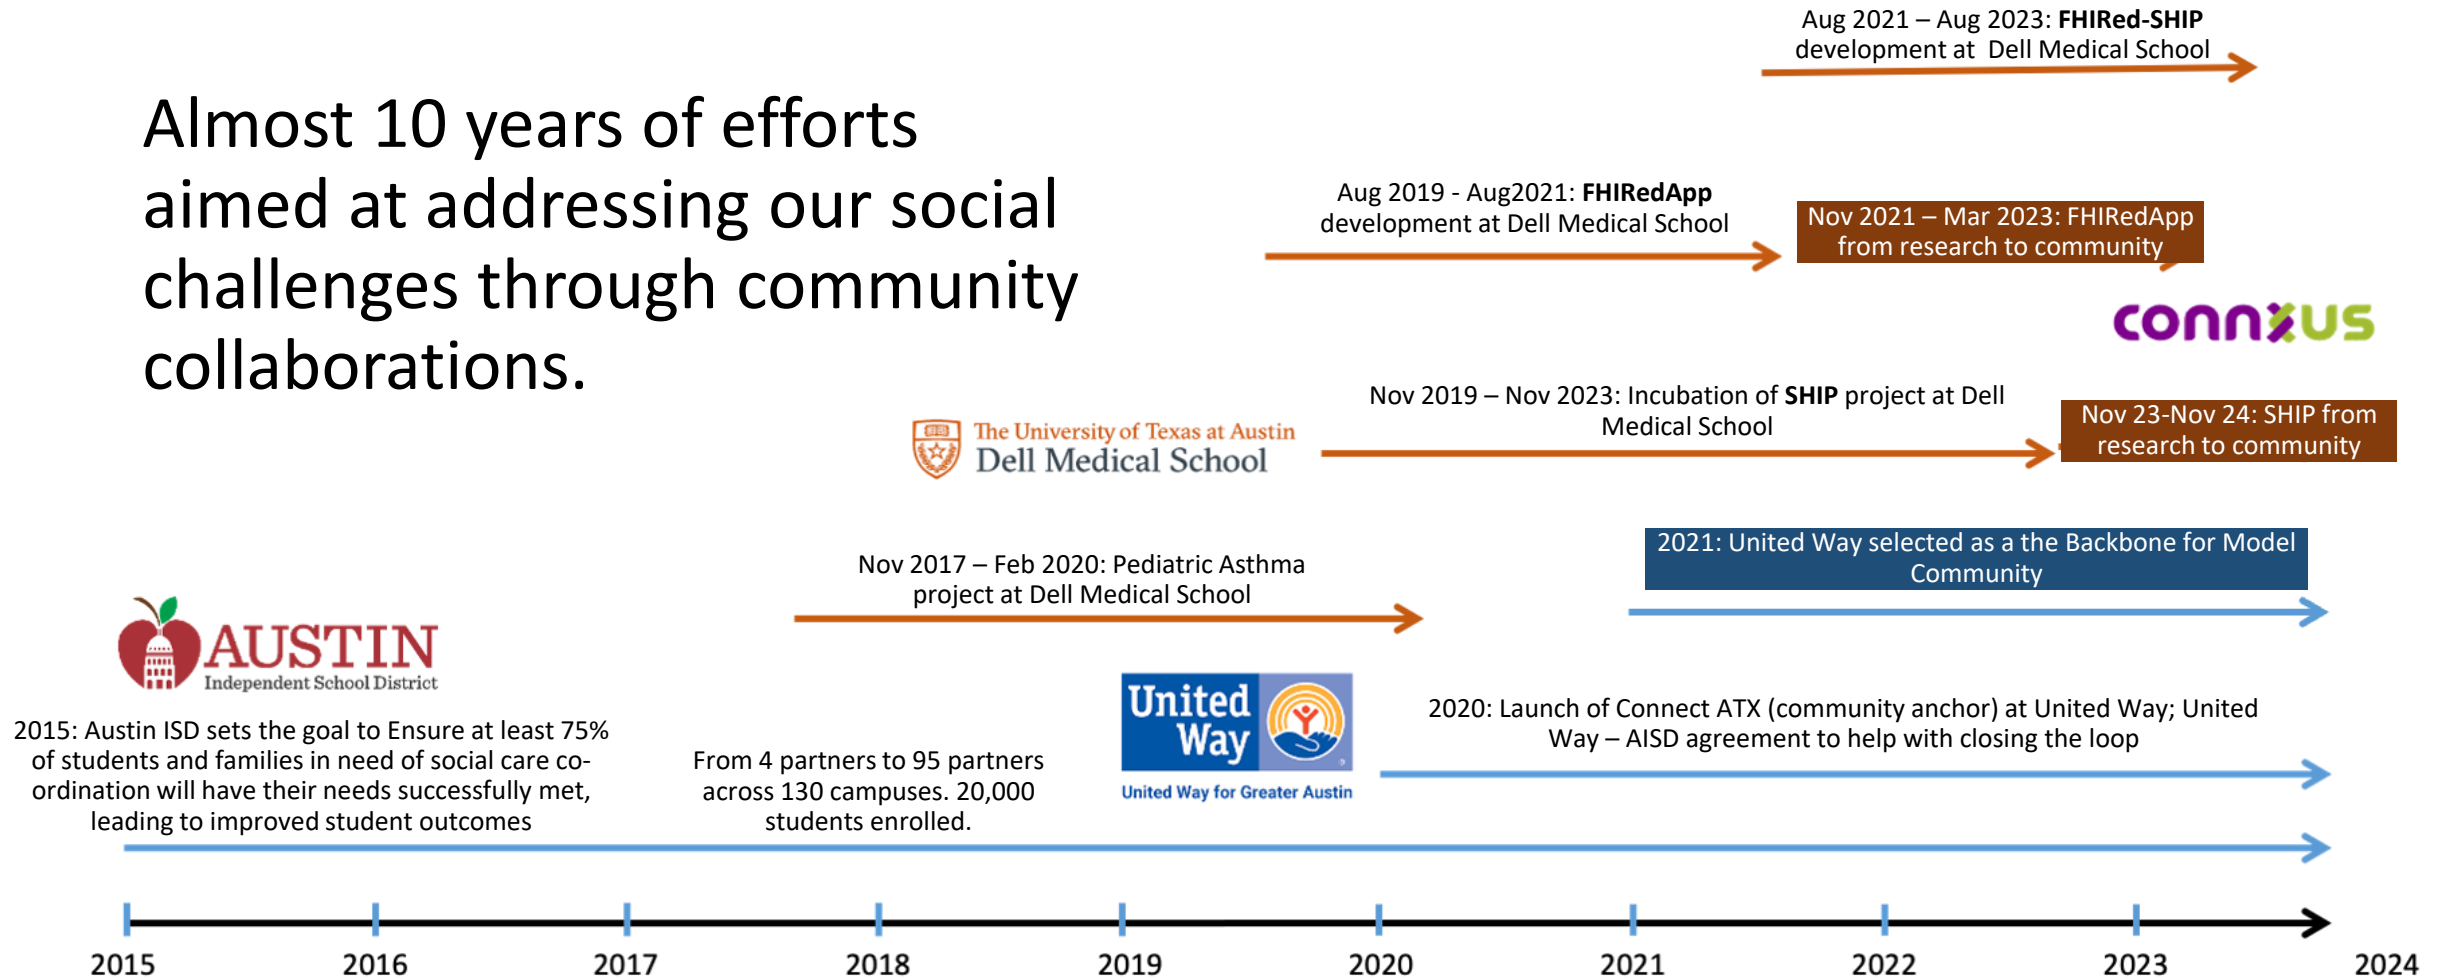 Almost 10 years of efforts
aimed at addressing our social
challenges through community
collaborations.
Aug 2021 – Aug 2023: FHIRed-SHIP
development at Dell Medical School
Aug 2019 - Aug2021: FHIRedApp
development at Dell Medical School
Nov 2021 – Mar 2023: FHIRedApp
from research to community
connxus
Nov 2019 – Nov 2023: Incubation of SHIP project at Dell
Medical School
Nov 23-Nov 24: SHIP from
research to community
The University of Texas at Austin
Dell Medical School
Nov 2017 – Feb 2020: Pediatric Asthma
project at Dell Medical School
2021: United Way selected as a the Backbone for Model
Community
AUSTIN
Independent School District
2015: Austin ISD sets the goal to Ensure at least 75%
of students and families in need of social care co-
ordination will have their needs successfully met,
leading to improved student outcomes
From 4 partners to 95 partners
across 130 campuses. 20,000
students enrolled.
United
Way
United Way for Greater Austin
2020: Launch of Connect ATX (community anchor) at United Way; United
Way – AISD agreement to help with closing the loop
2015 2016 2017 2018 2019 2020 2021 2022 2023 2024